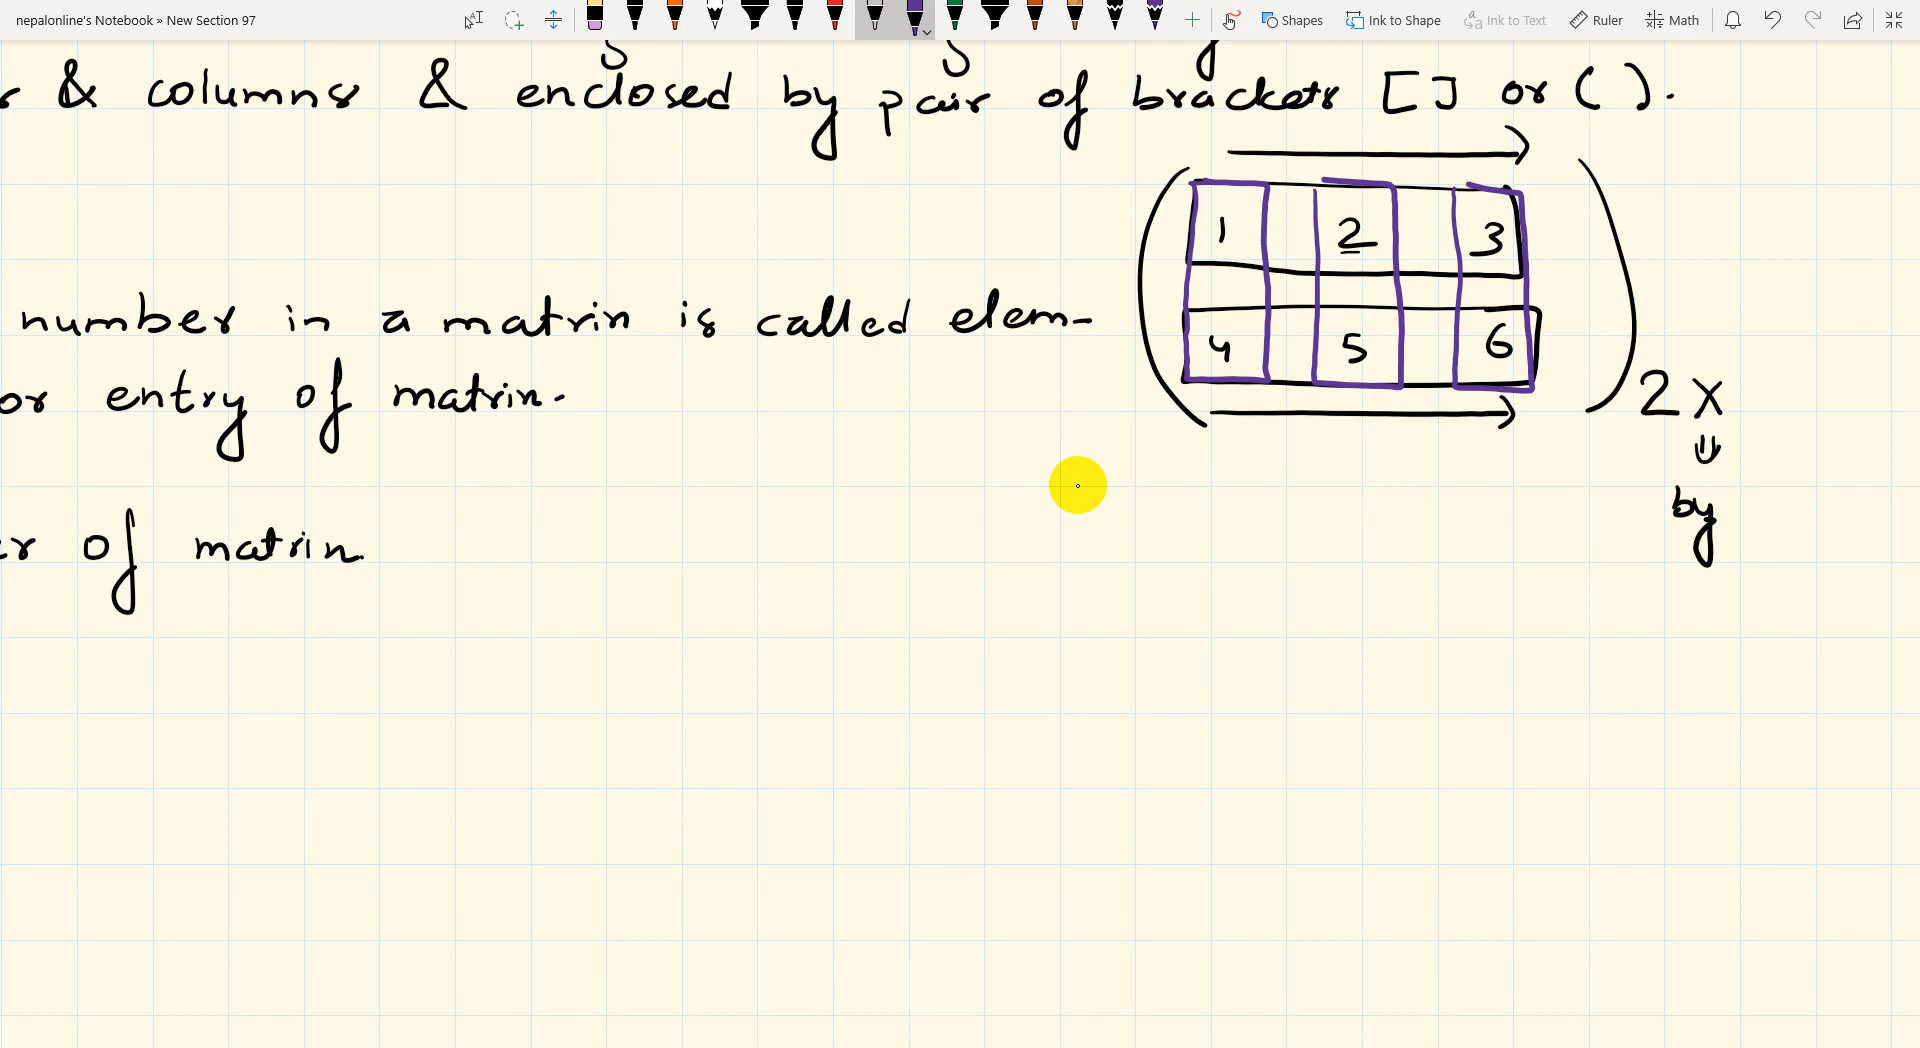 nepalonline's Notebook » New Section 97
Shapes
Ink to Shape
Ink to Text
Ruler
Math
& columns & enclosed by pair of brackets [ ] or ( ).
1 2 3
number in a matrix is called elem-
4 5 6
or entry of matrix.
2 x
by
er of matrix